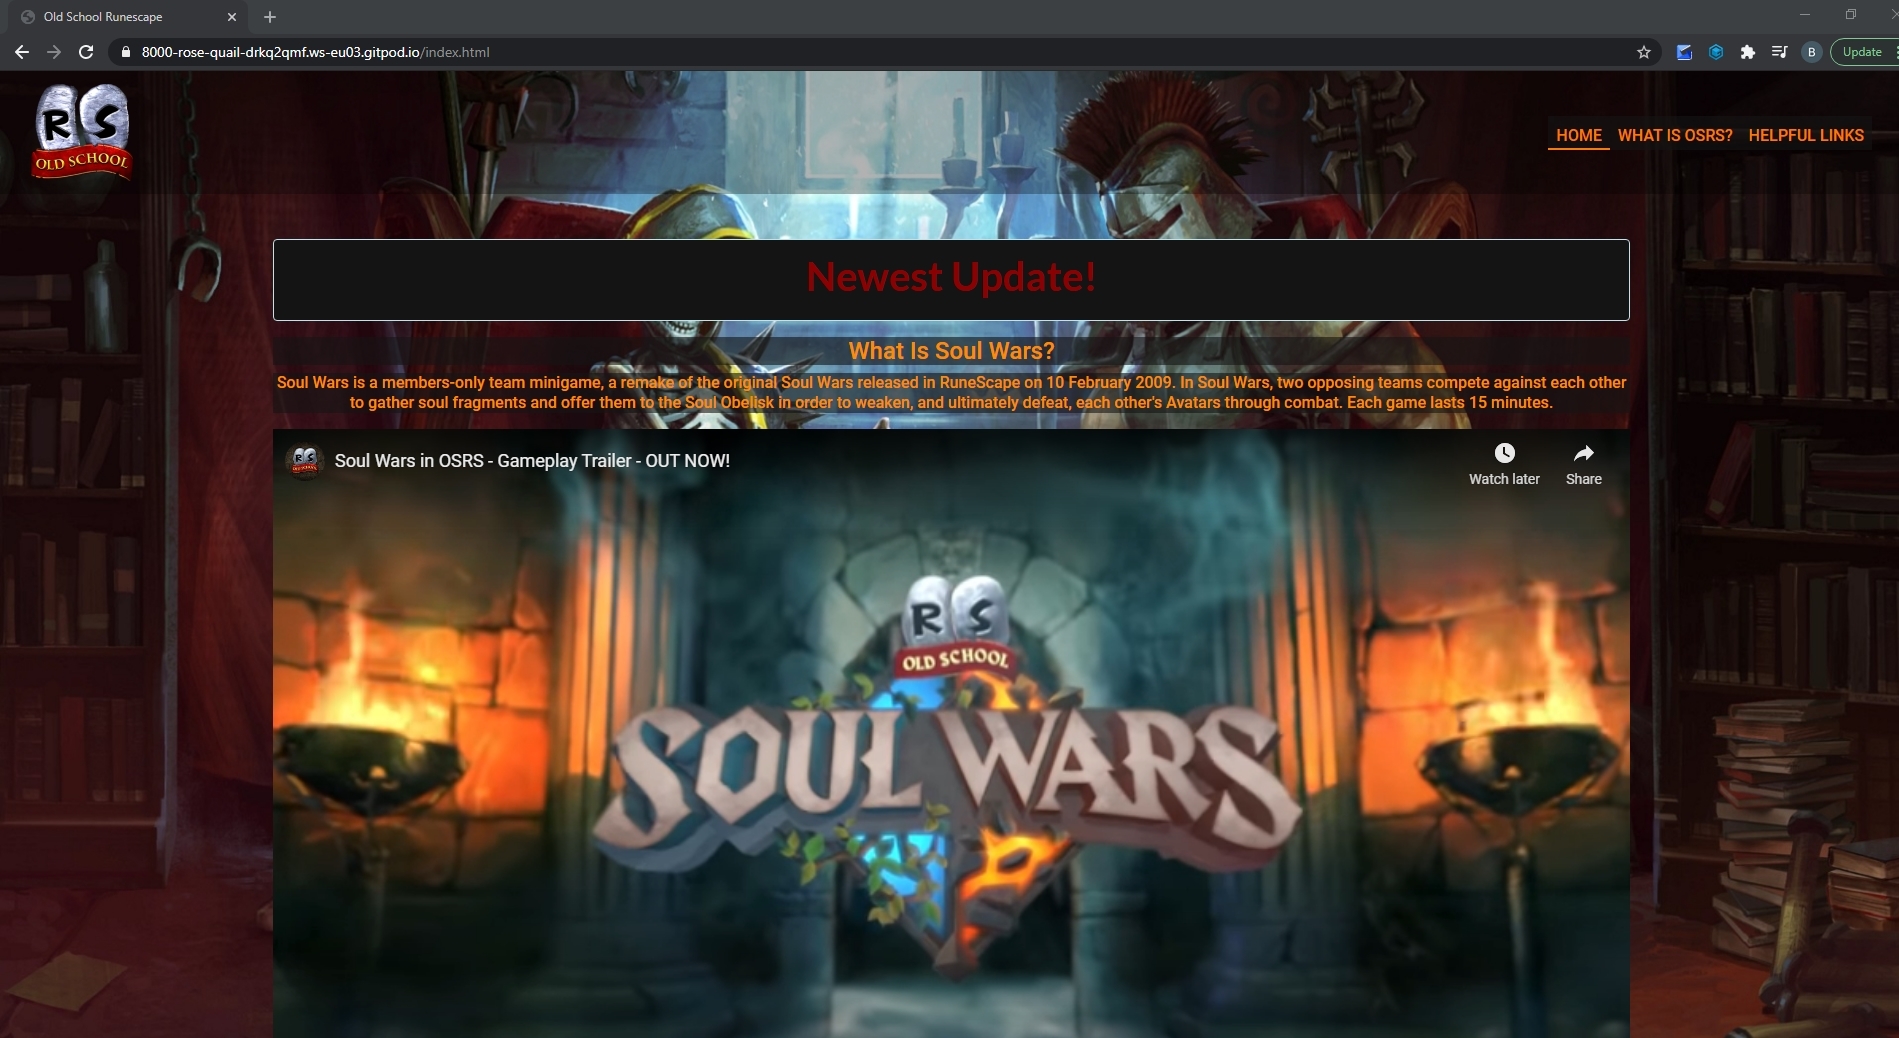 Old School Runescape
8000-rose-quail-drkq2qmf.ws-eu03.gitpod.io/index.html
B
Update
RS
OLD SCHOOL
HOME
WHAT IS OSRS?
HELPFUL LINKS
Newest Update!
What Is Soul Wars?
Soul Wars is a members-only team minigame, a remake of the original Soul Wars released in RuneScape on 10 February 2009. In Soul Wars, two opposing teams compete against each other
to gather soul fragments and offer them to the Soul Obelisk in order to weaken, and ultimately defeat, each other's Avatars through combat. Each game lasts 15 minutes.
RS
Soul Wars in OSRS - Gameplay Trailer - OUT NOW!
Watch later
Share
RS
OLD SCHOOL
SOUL WARS